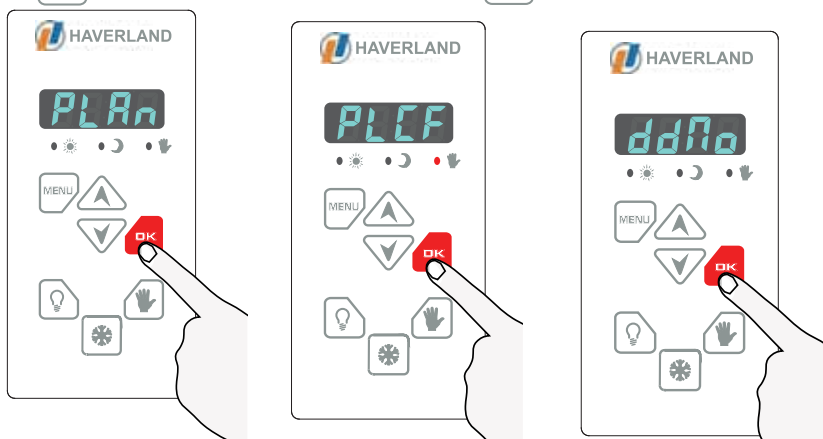 HAVERLAND
PLAn
MENU
OK
HAVERLAND
PLCF
MENU
OK
HAVERLAND
ddMo
MENU
OK